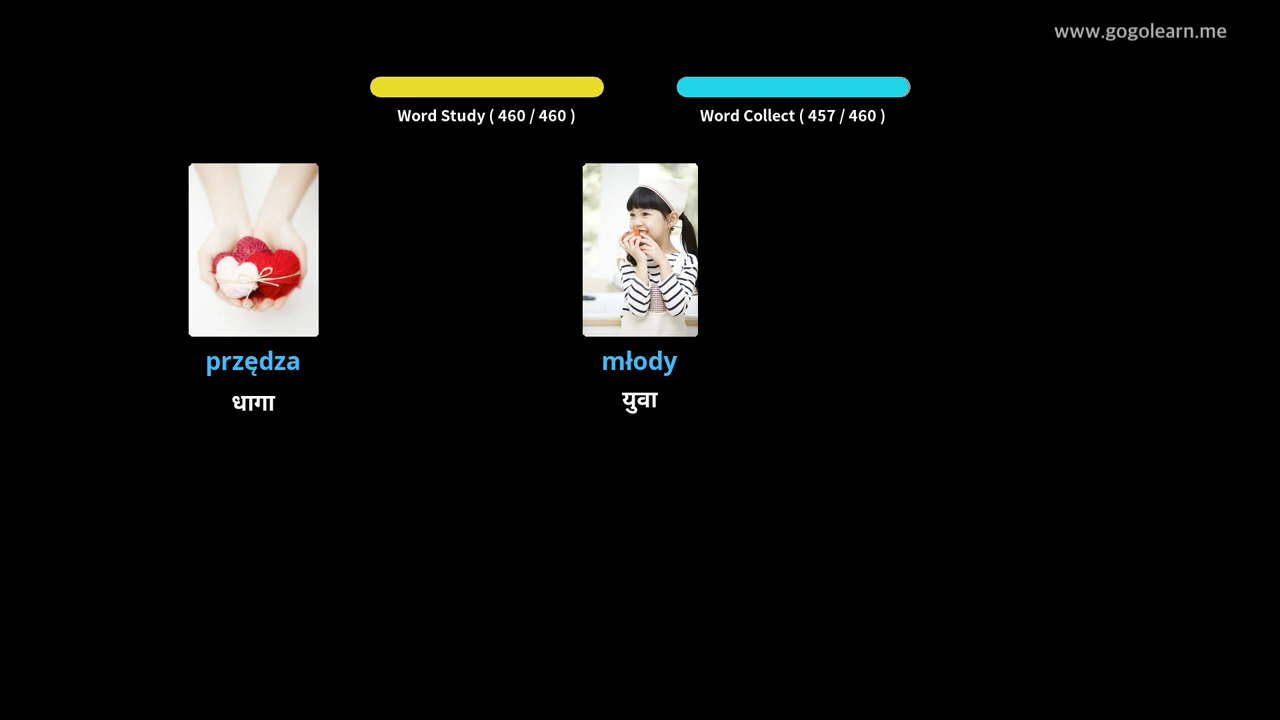 www.gogolearn.me
Word Study ( 460 / 460 )
Word Collect ( 457 / 460 )
przędza
धागा
młody
युवा